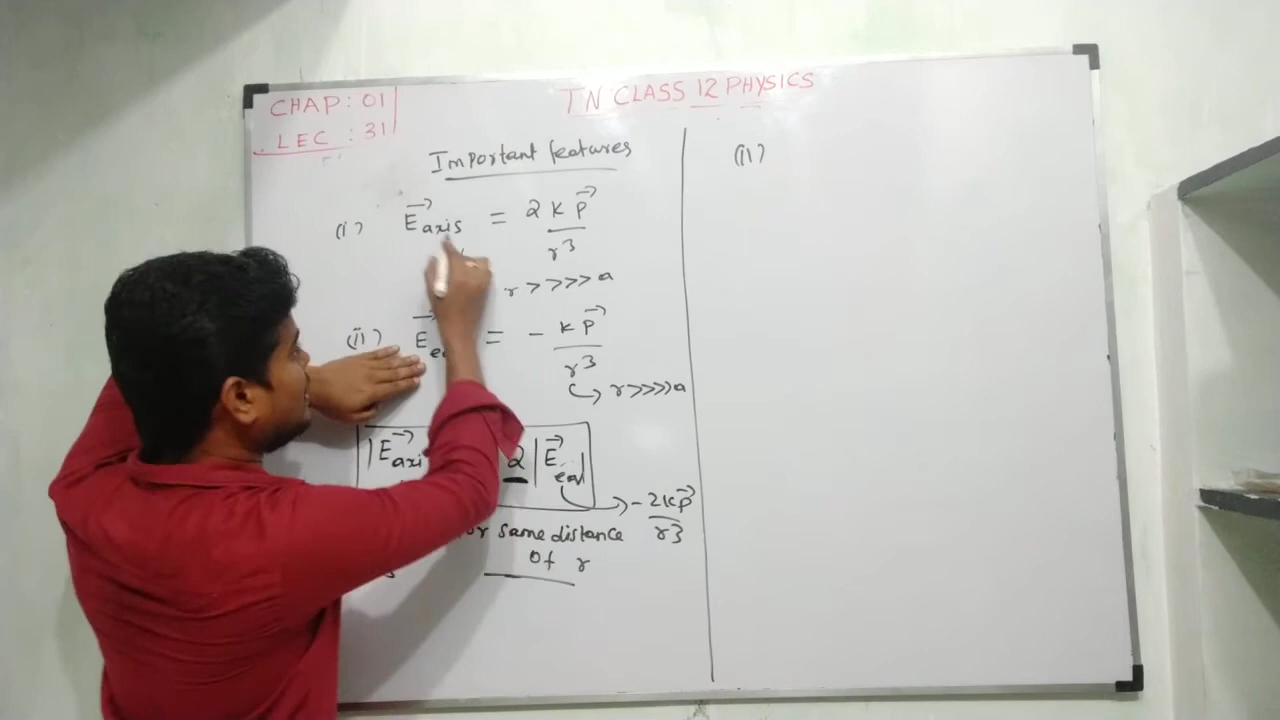 CHAP: 01
LEC : 31
TN CLASS 12 PHYSICS
Important features
(i) E⃗axis = 2 k p⃗ / r³
r >>>> a
(ii) E⃗ = - k p⃗ / r³
r >>>> a
|E⃗axi 2 |E⃗eq|
- 2kp⃗ / r³
same distance
of r
(ii)